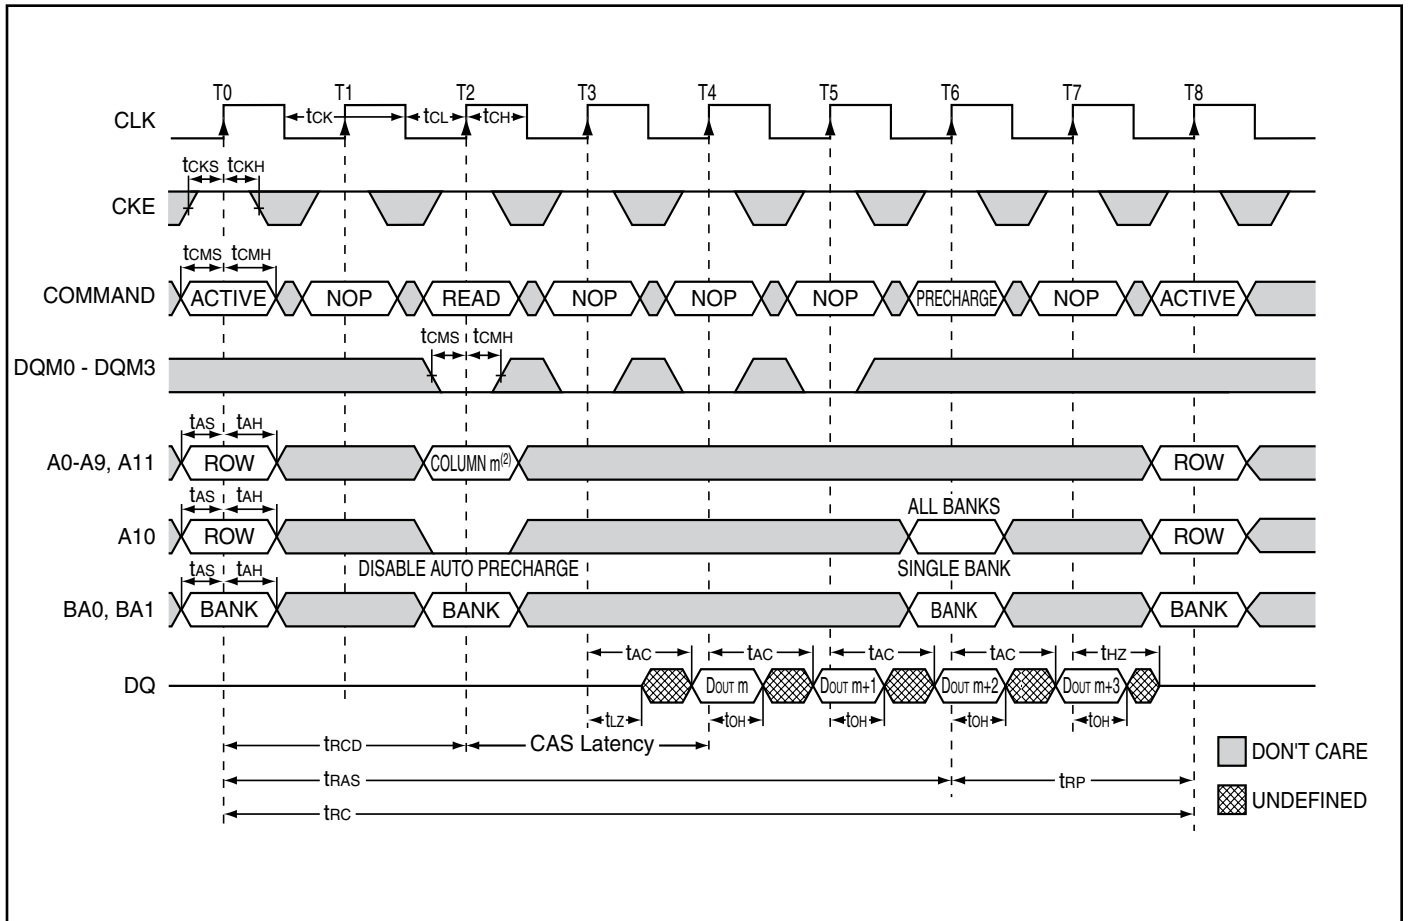 T0 T1 T2 T3 T4 T5 T6 T7 T8
CLK tCK tCL tCH
tCKS tCKH
CKE
tCMS tCMH
COMMAND ACTIVE NOP READ NOP NOP NOP PRECHARGE NOP ACTIVE
tCMS tCMH
DQM0 - DQM3
tAS tAH
A0-A9, A11 ROW COLUMN m(2) ROW
tAS tAH ALL BANKS
A10 ROW ROW
DISABLE AUTO PRECHARGE SINGLE BANK
tAS tAH
BA0, BA1 BANK BANK BANK BANK
tAC tAC tAC tAC tHZ
DQ DOUT m DOUT m+1 DOUT m+2 DOUT m+3
tLZ tOH tOH tOH tOH
tRCD CAS Latency
DON'T CARE
tRAS tRP
UNDEFINED
tRC